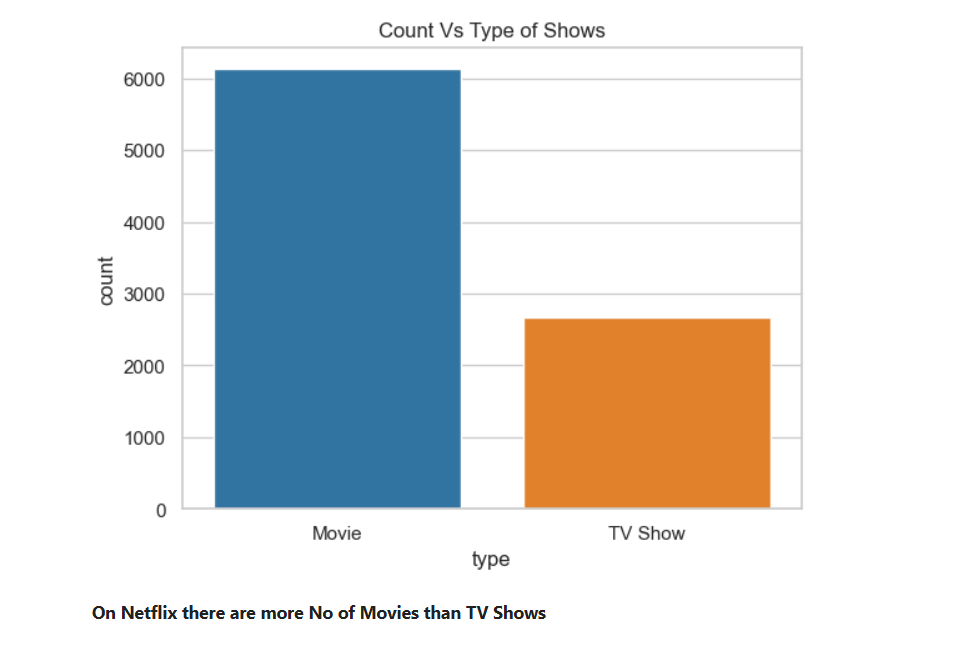 Count Vs Type of Shows
6000
5000
4000
3000
2000
1000
0
count
Movie TV Show
type
On Netflix there are more No of Movies than TV Shows